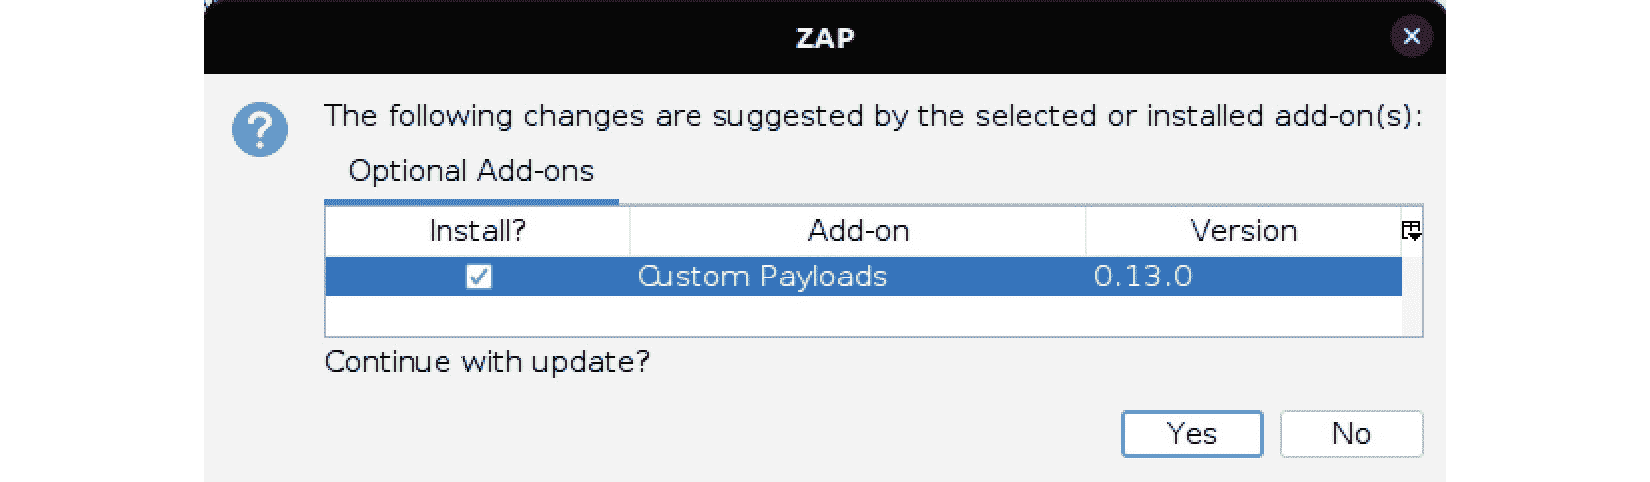 ZAP
The following changes are suggested by the selected or installed add-on(s):
Optional Add-ons
Install? Add-on Version
Custom Payloads 0.13.0
Continue with update?
Yes No